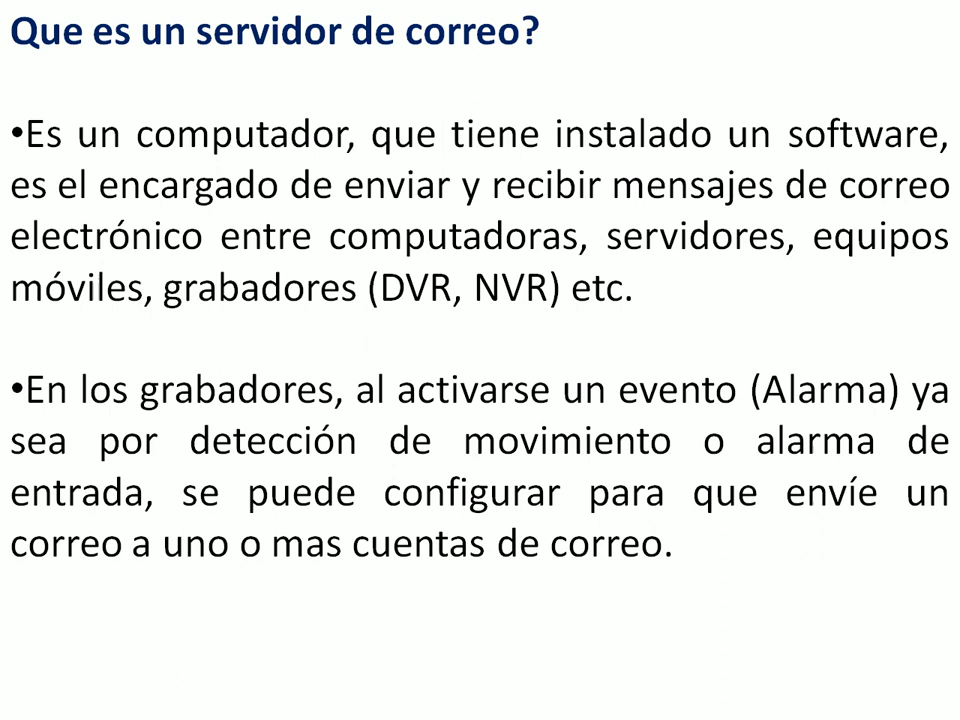 Que es un servidor de correo?
•Es un computador, que tiene instalado un software,
es el encargado de enviar y recibir mensajes de correo
electrónico entre computadoras, servidores, equipos
móviles, grabadores (DVR, NVR) etc.
•En los grabadores, al activarse un evento (Alarma) ya
sea por detección de movimiento o alarma de
entrada, se puede configurar para que envíe un
correo a uno o mas cuentas de correo.